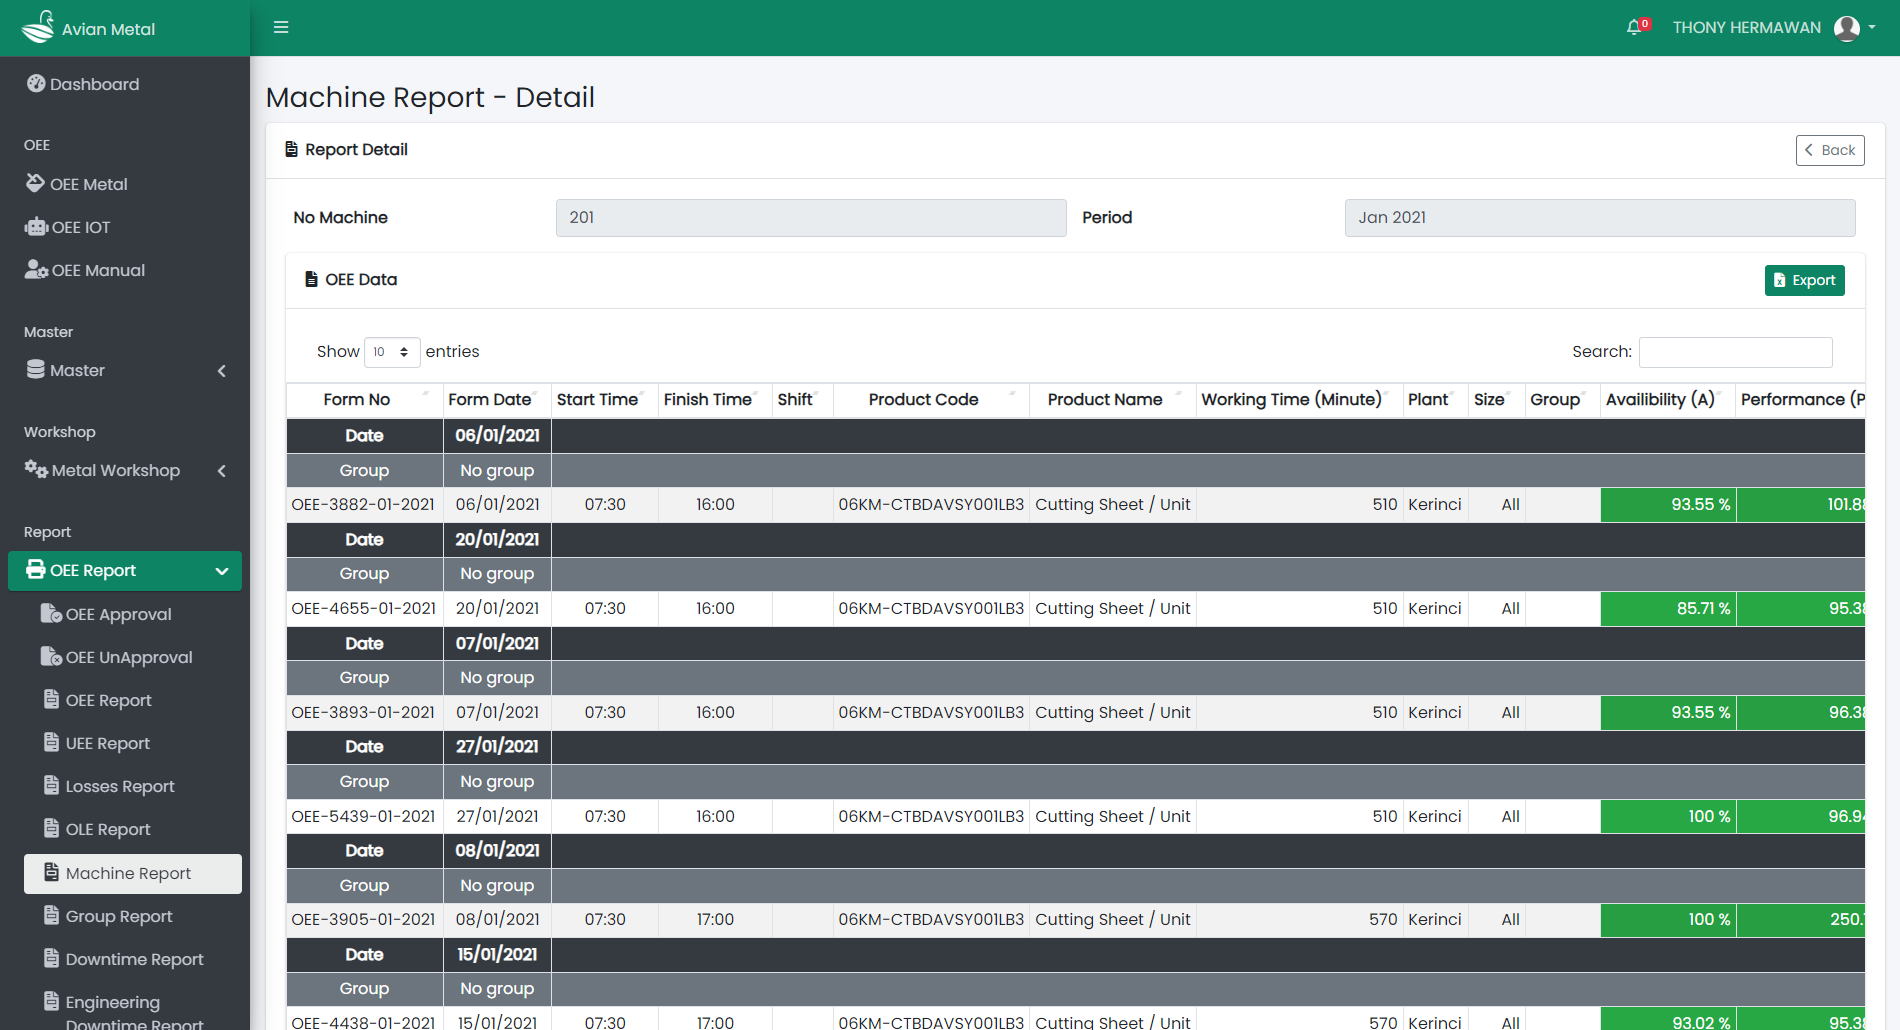 Avian Metal
0
THONY HERMAWAN
Dashboard
OEE
OEE Metal
OEE IOT
OEE Manual
Master
Master
Workshop
Metal Workshop
Report
OEE Report
OEE Approval
OEE UnApproval
OEE Report
UEE Report
Losses Report
OLE Report
Machine Report
Group Report
Downtime Report
Engineering
Downtime Report
Machine Report - Detail
Report Detail
Back
No Machine 201 Period Jan 2021
OEE Data
Export
Show 10 entries
Search:
Form No Form Date Start Time Finish Time Shift Product Code Product Name Working Time (Minute) Plant Size Group Availibility (A) Performance (P
Date 06/01/2021
Group No group
OEE-3882-01-2021 06/01/2021 07:30 16:00 06KM-CTBDAVSY001LB3 Cutting Sheet / Unit 510 Kerinci All 93.55 % 101.88
Date 20/01/2021
Group No group
OEE-4655-01-2021 20/01/2021 07:30 16:00 06KM-CTBDAVSY001LB3 Cutting Sheet / Unit 510 Kerinci All 85.71 % 95.38
Date 07/01/2021
Group No group
OEE-3893-01-2021 07/01/2021 07:30 16:00 06KM-CTBDAVSY001LB3 Cutting Sheet / Unit 510 Kerinci All 93.55 % 96.38
Date 27/01/2021
Group No group
OEE-5439-01-2021 27/01/2021 07:30 16:00 06KM-CTBDAVSY001LB3 Cutting Sheet / Unit 510 Kerinci All 100 % 96.94
Date 08/01/2021
Group No group
OEE-3905-01-2021 08/01/2021 07:30 17:00 06KM-CTBDAVSY001LB3 Cutting Sheet / Unit 570 Kerinci All 100 % 250.
Date 15/01/2021
Group No group
OEE-4438-01-2021 15/01/2021 07:30 17:00 06KM-CTBDAVSY001LB3 Cutting Sheet / Unit 570 Kerinci All 93.02 % 95.38